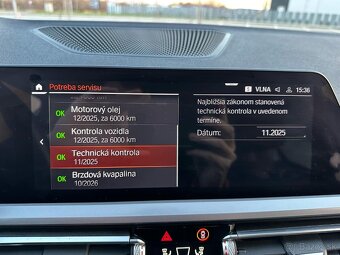 Potreba servisu
S VLNA 15:36
OK Motorový olej
12/2025, za 6000 km
OK Kontrola vozidla
12/2025, za 6000 km
OK Technická kontrola
11/2025
OK Brzdová kvapalina
10/2026
Najbližšia zákonom stanovená
technická kontrola v uvedenom
termíne.
Dátum: 11.2025